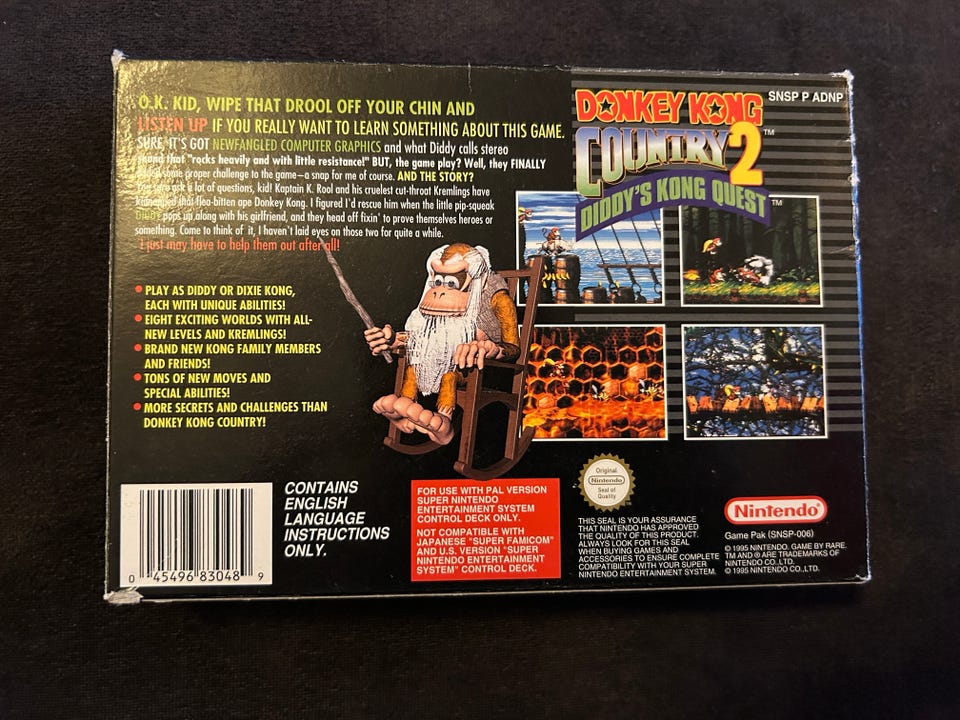 O.K. KID, WIPE THAT DROOL OFF YOUR CHIN AND
LISTEN UP IF YOU REALLY WANT TO LEARN SOMETHING ABOUT THIS GAME.
SURE, IT'S GOT NEWFANGLED COMPUTER GRAPHICS and what Diddy calls stereo
sound that "rocks heavily and with little resistance!" BUT, the game play? Well, they FINALLY
added some proper challenge to the game—a snap for me of course. AND THE STORY?
You sure ask a lot of questions, kid! Kaptain K. Rool and his cruelest cut-throat Kremlings have
kidnapped that flea-bitten ape Donkey Kong. I figured I'd rescue him when the little pip-squeak
DIDDY pops up along with his girlfriend, and they head off fixin' to prove themselves heroes or
something. Come to think of it, I haven't laid eyes on those two for quite a while.
I just may have to help them out after all!
• PLAY AS DIDDY OR DIXIE KONG,
EACH WITH UNIQUE ABILITIES!
• EIGHT EXCITING WORLDS WITH ALL-
NEW LEVELS AND KREMLINGS!
• BRAND NEW KONG FAMILY MEMBERS
AND FRIENDS!
• TONS OF NEW MOVES AND
SPECIAL ABILITIES!
• MORE SECRETS AND CHALLENGES THAN
DONKEY KONG COUNTRY!
SNSP P ADNP
DONKEY KONG
COUNTRY 2 ™
DIDDY'S KONG QUEST ™
0 45496 83048 9
CONTAINS
ENGLISH
LANGUAGE
INSTRUCTIONS
ONLY.
FOR USE WITH PAL VERSION
SUPER NINTENDO
ENTERTAINMENT SYSTEM
CONTROL DECK ONLY.
NOT COMPATIBLE WITH
JAPANESE "SUPER FAMICOM"
AND U.S. VERSION "SUPER
NINTENDO ENTERTAINMENT
SYSTEM" CONTROL DECK.
Original
Nintendo
Seal of
Quality
THIS SEAL IS YOUR ASSURANCE
THAT NINTENDO HAS APPROVED
THE QUALITY OF THIS PRODUCT.
ALWAYS LOOK FOR THIS SEAL
WHEN BUYING GAMES AND
ACCESSORIES TO ENSURE COMPLETE
COMPATIBILITY WITH YOUR SUPER
NINTENDO ENTERTAINMENT SYSTEM.
Nintendo®
Game Pak (SNSP-006)
© 1995 NINTENDO. GAME BY RARE.
TM AND ® ARE TRADEMARKS OF
NINTENDO CO., LTD.
© 1995 NINTENDO CO., LTD.